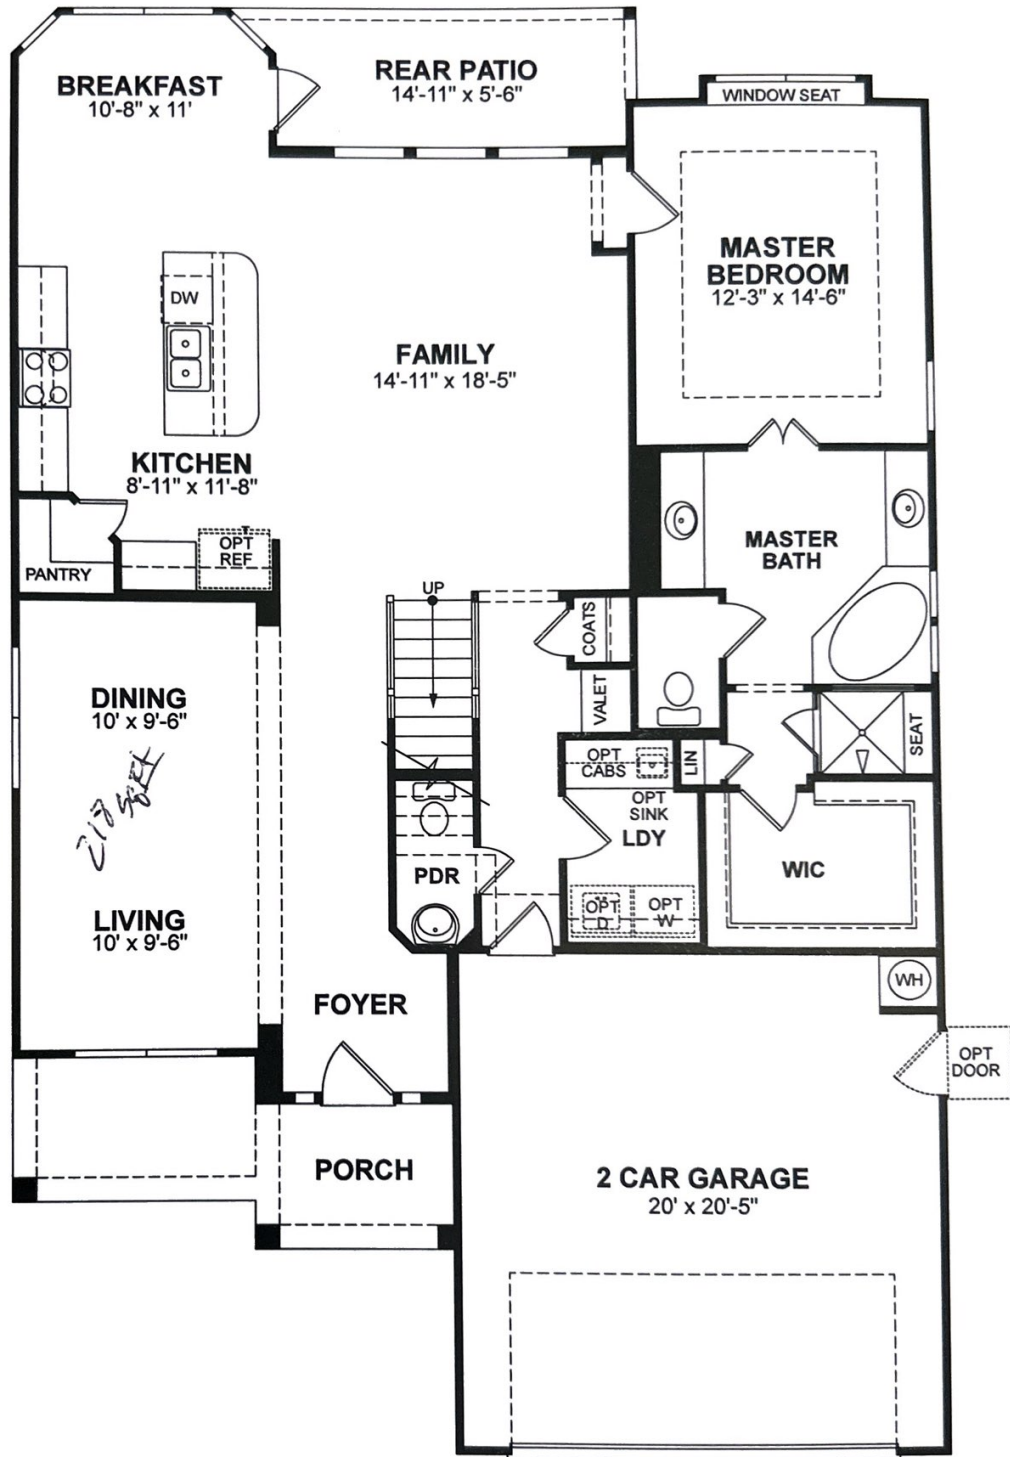 BREAKFAST
10'-8" x 11'
REAR PATIO
14'-11" x 5'-6"
WINDOW SEAT
MASTER
BEDROOM
12'-3" x 14'-6"
DW
FAMILY
14'-11" x 18'-5"
KITCHEN
8'-11" x 11'-8"
OPT
REF
PANTRY
MASTER
BATH
UP
COATS
VALET
DINING
10' x 9'-6"
218 sqft
LIVING
10' x 9'-6"
OPT
CABS
LIN
SEAT
OPT
SINK
LDY
PDR
WIC
OPT
D
OPT
W
FOYER
WH
OPT
DOOR
PORCH
2 CAR GARAGE
20' x 20'-5"